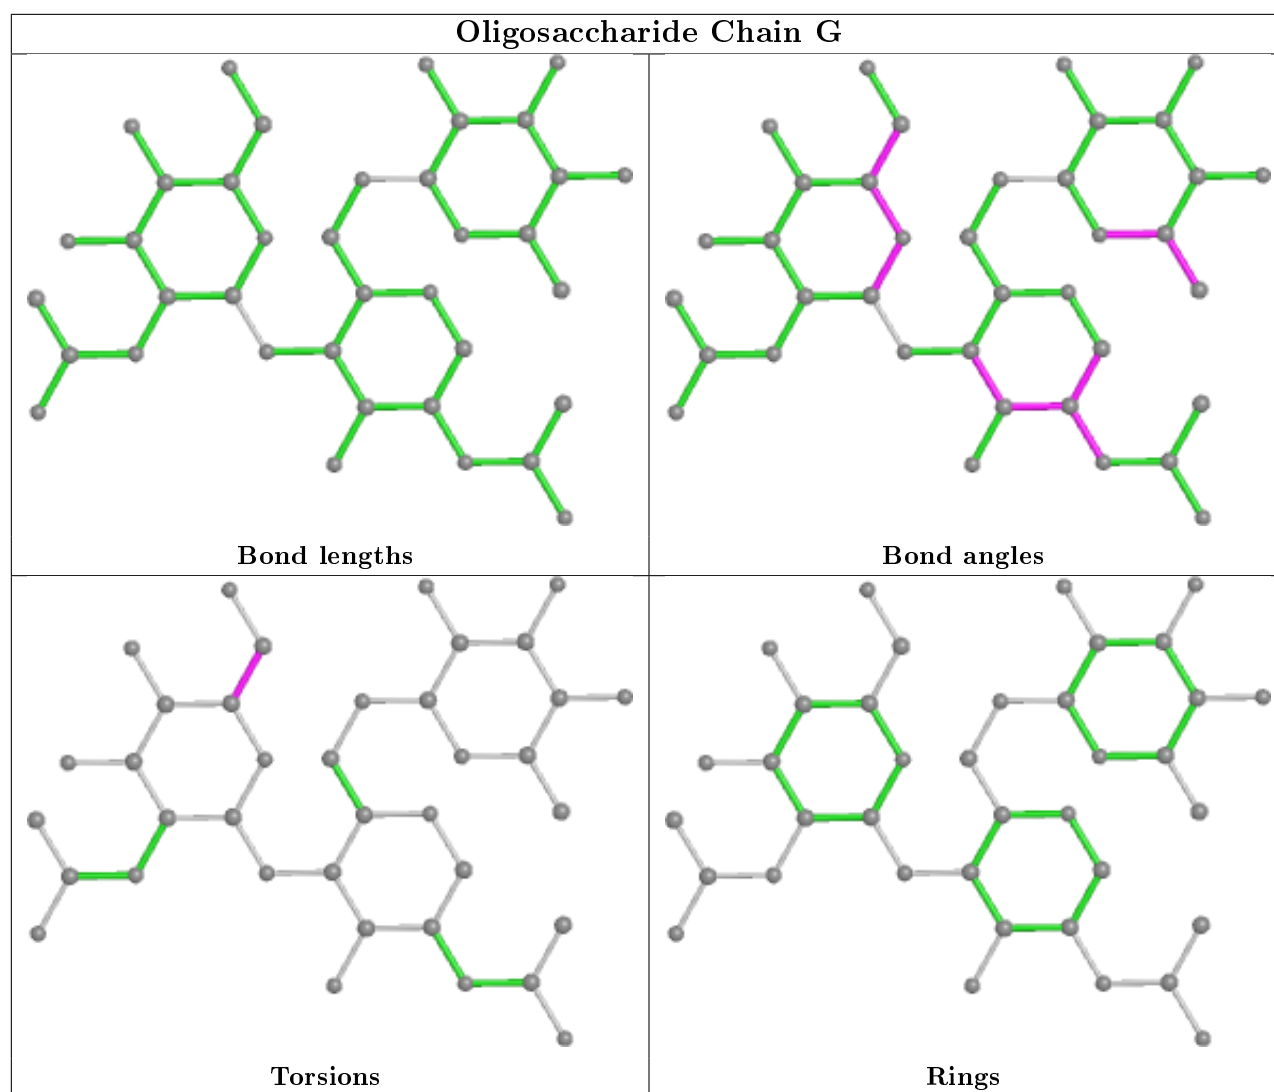 Oligosaccharide Chain G
Bond lengths
Bond angles
Torsions
Rings